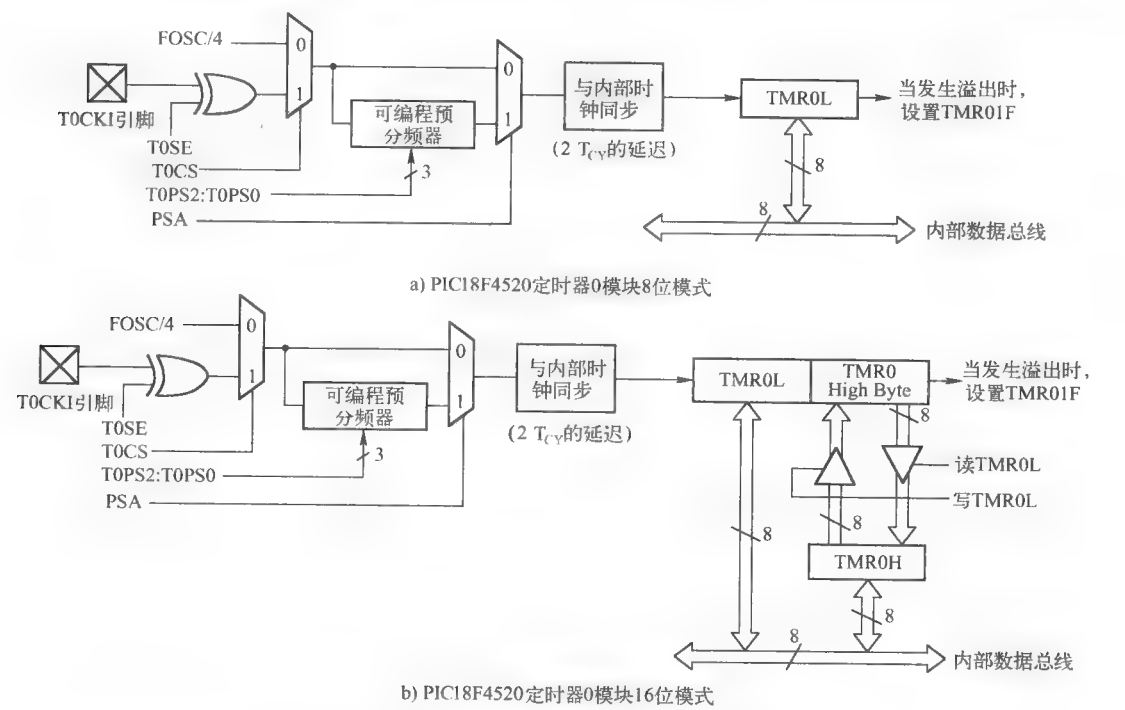 FOSC/4
0
1
T0CKI引脚
T0SE
T0CS
T0PS2:T0PS0
PSA
可编程预
分频器
3
0
1
与内部时
钟同步
(2 TCY的延迟)
TMR0L
当发生溢出时,
设置TMR01F
8
8
内部数据总线
a) PIC18F4520定时器0模块8位模式
FOSC/4
0
1
T0CKI引脚
T0SE
T0CS
T0PS2:T0PS0
PSA
可编程预
分频器
3
0
1
与内部时
钟同步
(2 TCY的延迟)
TMR0L
TMR0
High Byte
当发生溢出时,
设置TMR01F
8
读TMR0L
写TMR0L
8
8
TMR0H
8
8
内部数据总线
b) PIC18F4520定时器0模块16位模式